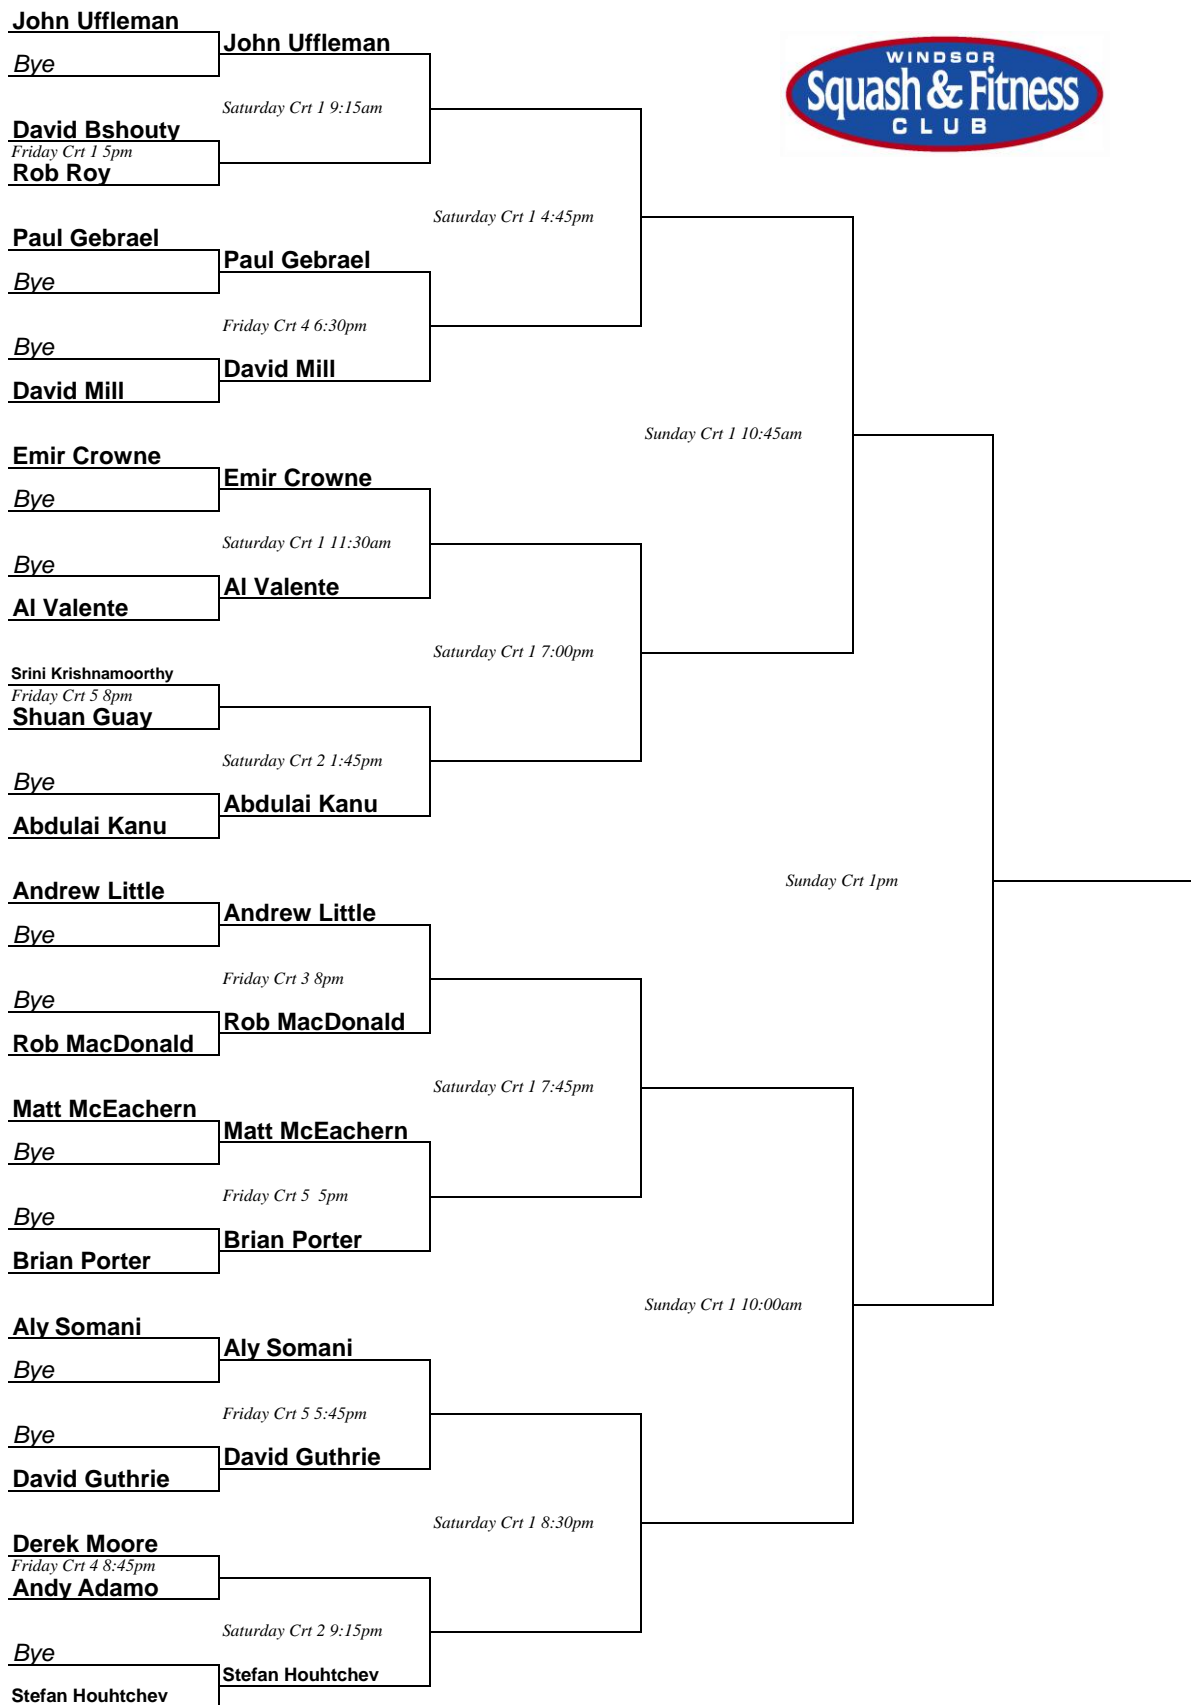 John Uffleman
John Uffleman
Bye
WINDSOR
Squash & Fitness
CLUB
Saturday Crt 1 9:15am
David Bshouty
Friday Crt 1 5pm
Rob Roy
Saturday Crt 1 4:45pm
Paul Gebrael
Paul Gebrael
Bye
Friday Crt 4 6:30pm
Bye
David Mill
David Mill
Sunday Crt 1 10:45am
Emir Crowne
Emir Crowne
Bye
Saturday Crt 1 11:30am
Bye
Al Valente
Al Valente
Saturday Crt 1 7:00pm
Srini Krishnamoorthy
Friday Crt 5 8pm
Shuan Guay
Saturday Crt 2 1:45pm
Bye
Abdulai Kanu
Abdulai Kanu
Sunday Crt 1pm
Andrew Little
Andrew Little
Bye
Friday Crt 3 8pm
Bye
Rob MacDonald
Rob MacDonald
Saturday Crt 1 7:45pm
Matt McEachern
Matt McEachern
Bye
Friday Crt 5  5pm
Bye
Brian Porter
Brian Porter
Sunday Crt 1 10:00am
Aly Somani
Aly Somani
Bye
Friday Crt 5 5:45pm
Bye
David Guthrie
David Guthrie
Saturday Crt 1 8:30pm
Derek Moore
Friday Crt 4 8:45pm
Andy Adamo
Saturday Crt 2 9:15pm
Bye
Stefan Houhtchev
Stefan Houhtchev